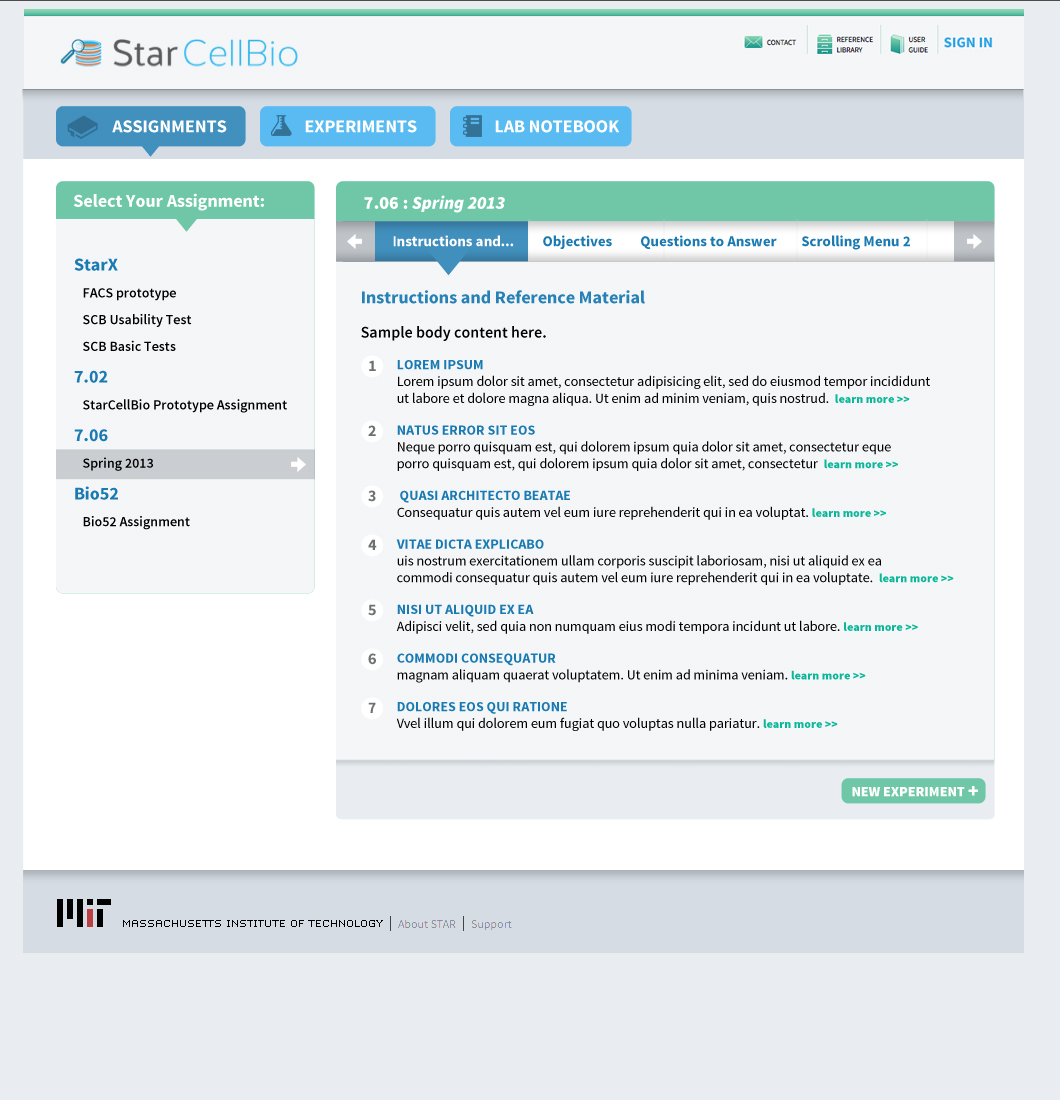 StarCellBio
CONTACT
REFERENCE
LIBRARY
USER
GUIDE
SIGN IN
ASSIGNMENTS
EXPERIMENTS
LAB NOTEBOOK
Select Your Assignment:
StarX
FACS prototype
SCB Usability Test
SCB Basic Tests
7.02
StarCellBio Prototype Assignment
7.06
Spring 2013
Bio52
Bio52 Assignment
7.06 : Spring 2013
Instructions and...
Objectives
Questions to Answer
Scrolling Menu 2
Instructions and Reference Material
Sample body content here.
1 LOREM IPSUM
Lorem ipsum dolor sit amet, consectetur adipisicing elit, sed do eiusmod tempor incididunt
ut labore et dolore magna aliqua. Ut enim ad minim veniam, quis nostrud. learn more >>
2 NATUS ERROR SIT EOS
Neque porro quisquam est, qui dolorem ipsum quia dolor sit amet, consectetur eque
porro quisquam est, qui dolorem ipsum quia dolor sit amet, consectetur learn more >>
3 QUASI ARCHITECTO BEATAE
Consequatur quis autem vel eum iure reprehenderit qui in ea voluptat. learn more >>
4 VITAE DICTA EXPLICABO
uis nostrum exercitationem ullam corporis suscipit laboriosam, nisi ut aliquid ex ea
commodi consequatur quis autem vel eum iure reprehenderit qui in ea voluptate. learn more >>
5 NISI UT ALIQUID EX EA
Adipisci velit, sed quia non numquam eius modi tempora incidunt ut labore. learn more >>
6 COMMODI CONSEQUATUR
magnam aliquam quaerat voluptatem. Ut enim ad minima veniam. learn more >>
7 DOLORES EOS QUI RATIONE
Vvel illum qui dolorem eum fugiat quo voluptas nulla pariatur. learn more >>
NEW EXPERIMENT +
MIT MASSACHUSETTS INSTITUTE OF TECHNOLOGY | About STAR | Support